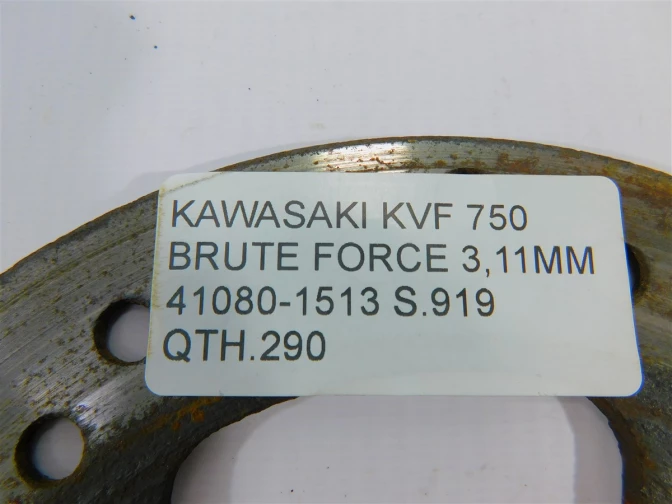 KAWASAKI KVF 750
BRUTE FORCE 3,11MM
41080-1513 S.919
QTH.290